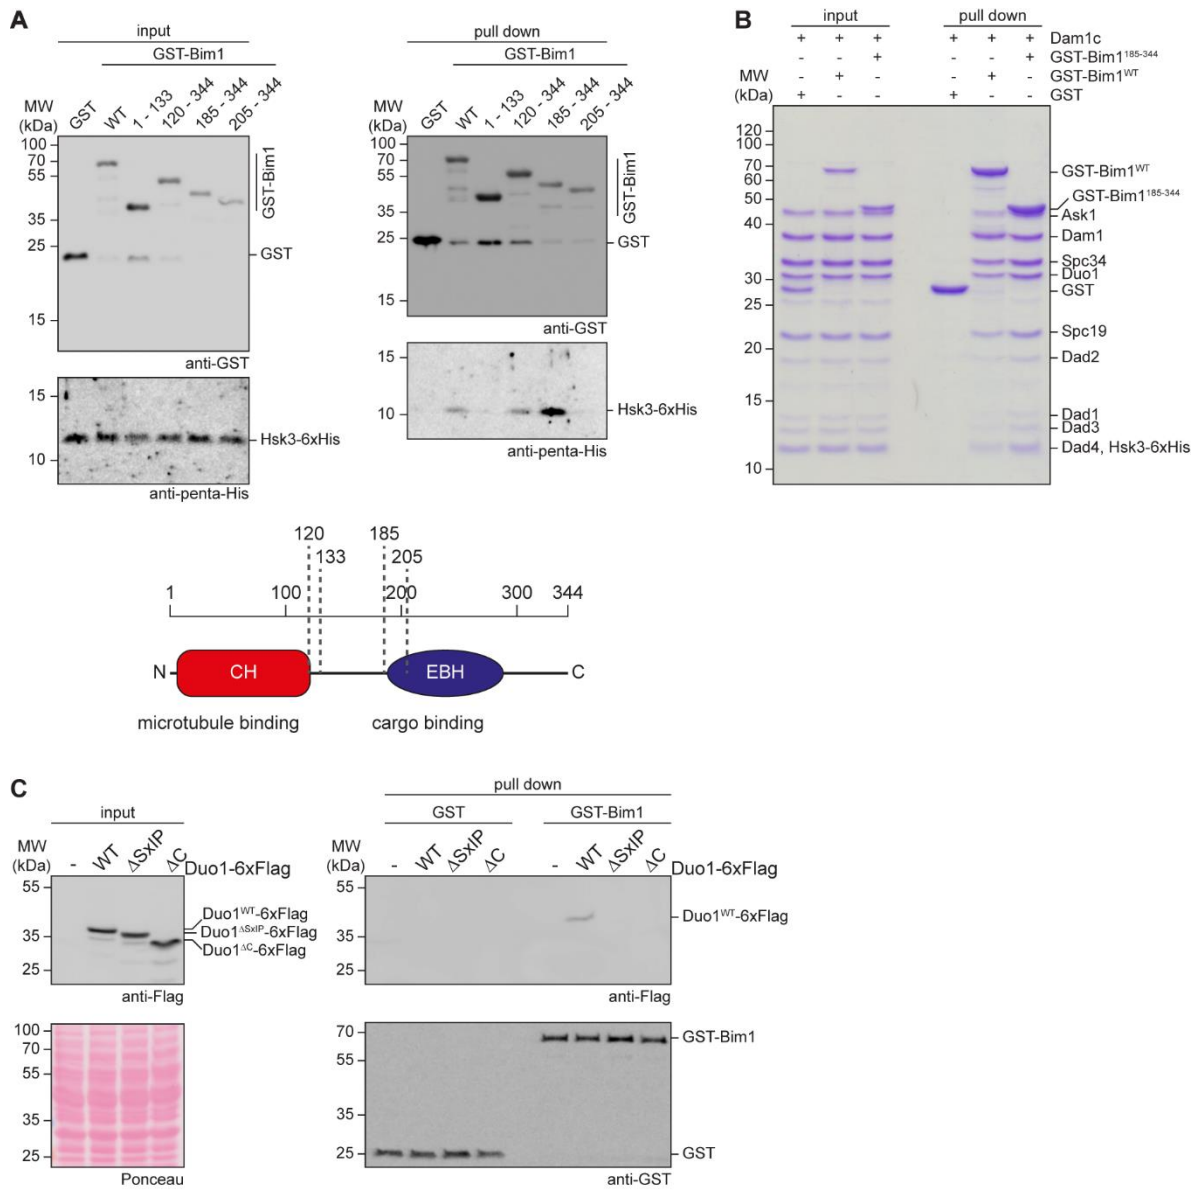 A
input
GST-Bim1
MW
(kDa)
GST
WT
1 - 133
120 - 344
185 - 344
205 - 344
100
70
55
35
25
15
GST-Bim1
GST
anti-GST
15
10
Hsk3-6xHis
anti-penta-His
pull down
GST-Bim1
MW
(kDa)
GST
WT
1 - 133
120 - 344
185 - 344
205 - 344
100
70
55
35
25
15
GST-Bim1
GST
anti-GST
15
10
Hsk3-6xHis
anti-penta-His
120
185
133
205
1
100
200
300
344
N
CH
EBH
C
microtubule binding
cargo binding
B
input
pull down
+ + + + + + Dam1c
- - + - - + GST-Bim1¹⁸⁵⁻³⁴⁴
MW - + - - + - GST-Bim1ᵂᵀ
(kDa) + - - + - - GST
120
70
60
50
40
30
25
20
15
10
GST-Bim1ᵂᵀ
GST-Bim1¹⁸⁵⁻³⁴⁴
Ask1
Dam1
Spc34
Duo1
GST
Spc19
Dad2
Dad1
Dad3
Dad4, Hsk3-6xHis
C
input
MW
(kDa)
- WT ΔSxIP ΔC Duo1-6xFlag
55
35
25
Duo1ᵂᵀ-6xFlag
Duo1^ΔSxIP-6xFlag
Duo1^ΔC-6xFlag
anti-Flag
100
70
55
35
25
Ponceau
pull down
GST
GST-Bim1
MW
(kDa)
- WT ΔSxIP ΔC - WT ΔSxIP ΔC Duo1-6xFlag
55
35
25
Duo1ᵂᵀ-6xFlag
anti-Flag
70
55
35
25
GST-Bim1
GST
anti-GST